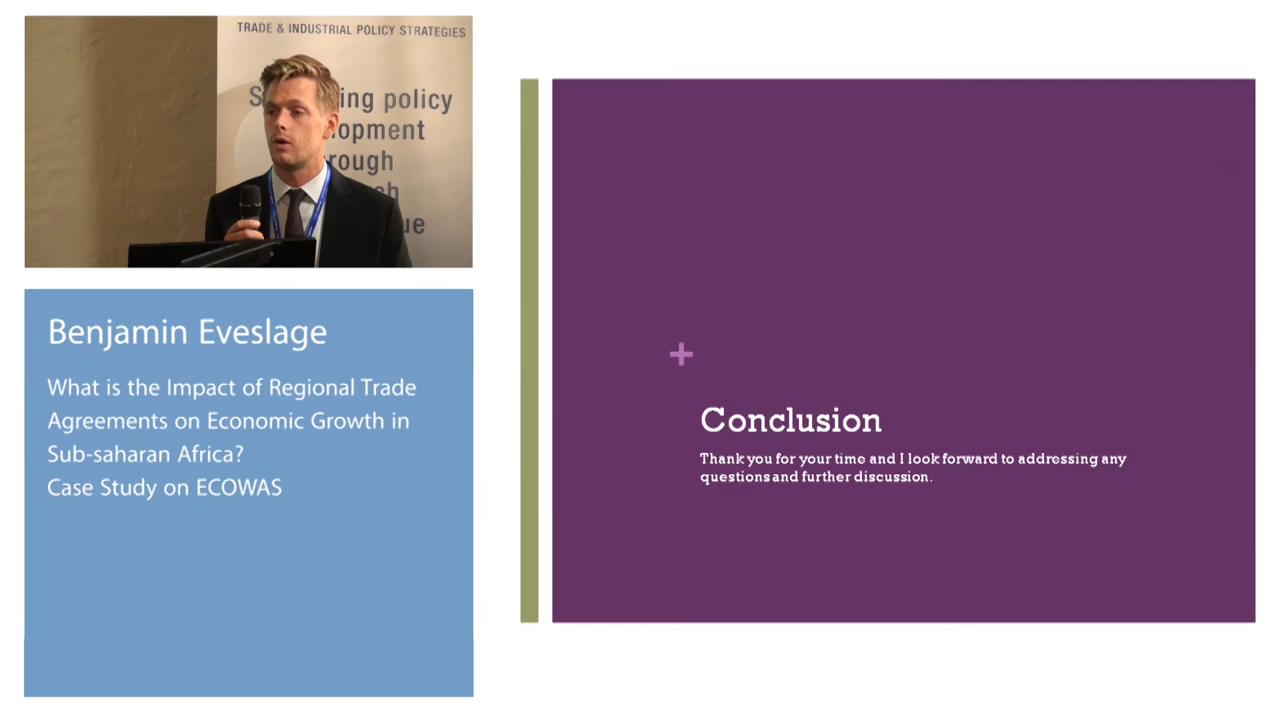 TRADE & INDUSTRIAL POLICY STRATEGIES
ing policy
opment
rough
ue
Benjamin Eveslage
What is the Impact of Regional Trade
Agreements on Economic Growth in
Sub-saharan Africa?
Case Study on ECOWAS
Conclusion
Thank you for your time and I look forward to addressing any
questions and further discussion.